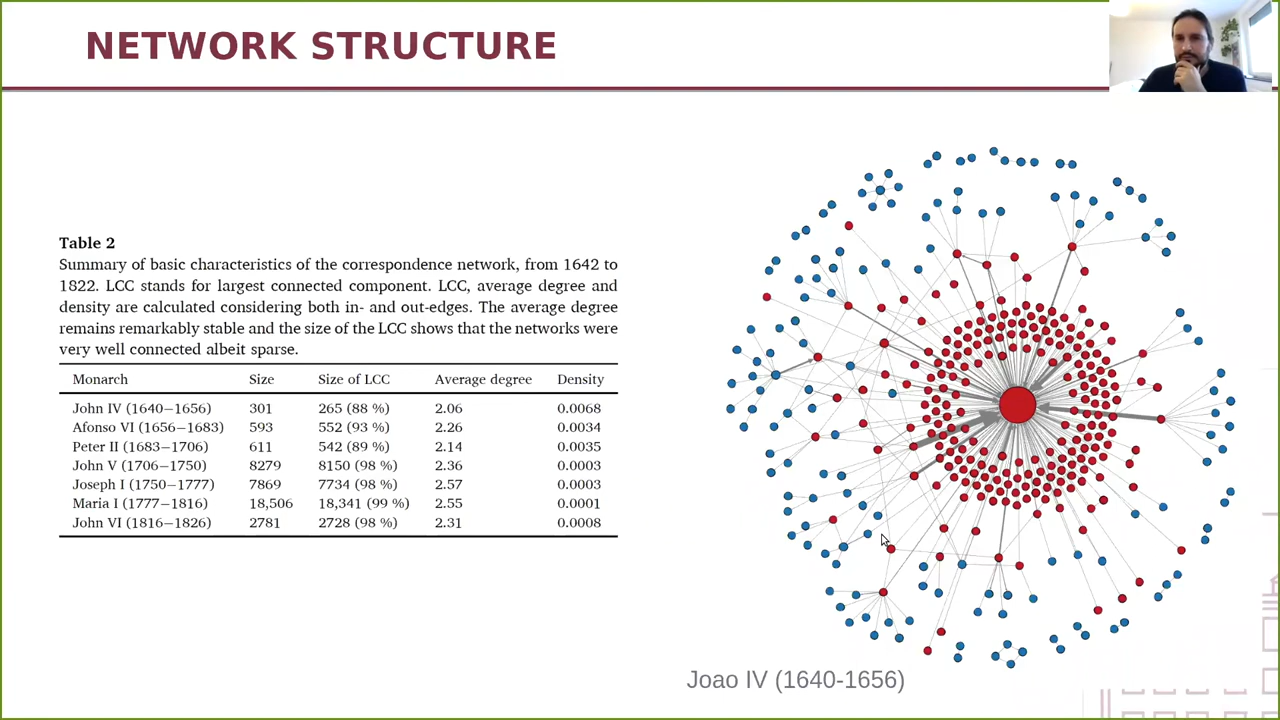 NETWORK STRUCTURE
Table 2
Summary of basic characteristics of the correspondence network, from 1642 to
1822. LCC stands for largest connected component. LCC, average degree and
density are calculated considering both in- and out-edges. The average degree
remains remarkably stable and the size of the LCC shows that the networks were
very well connected albeit sparse.
Monarch Size Size of LCC Average degree Density
John IV (1640–1656) 301 265 (88 %) 2.06 0.0068
Afonso VI (1656–1683) 593 552 (93 %) 2.26 0.0034
Peter II (1683–1706) 611 542 (89 %) 2.14 0.0035
John V (1706–1750) 8279 8150 (98 %) 2.36 0.0003
Joseph I (1750–1777) 7869 7734 (98 %) 2.57 0.0003
Maria I (1777–1816) 18,506 18,341 (99 %) 2.55 0.0001
John VI (1816–1826) 2781 2728 (98 %) 2.31 0.0008
Joao IV (1640-1656)